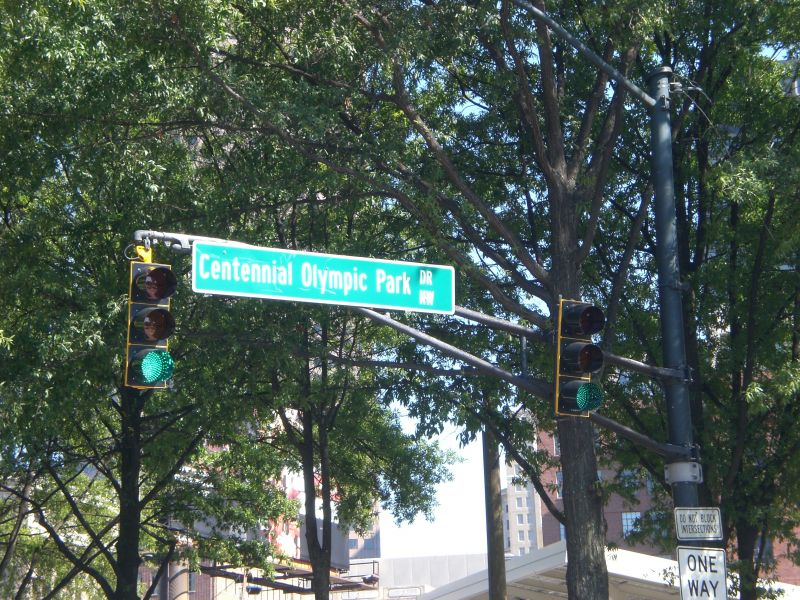 Centennial Olympic Park DR
NW
DO NOT BLOCK
INTERSECTIONS
ONE
WAY